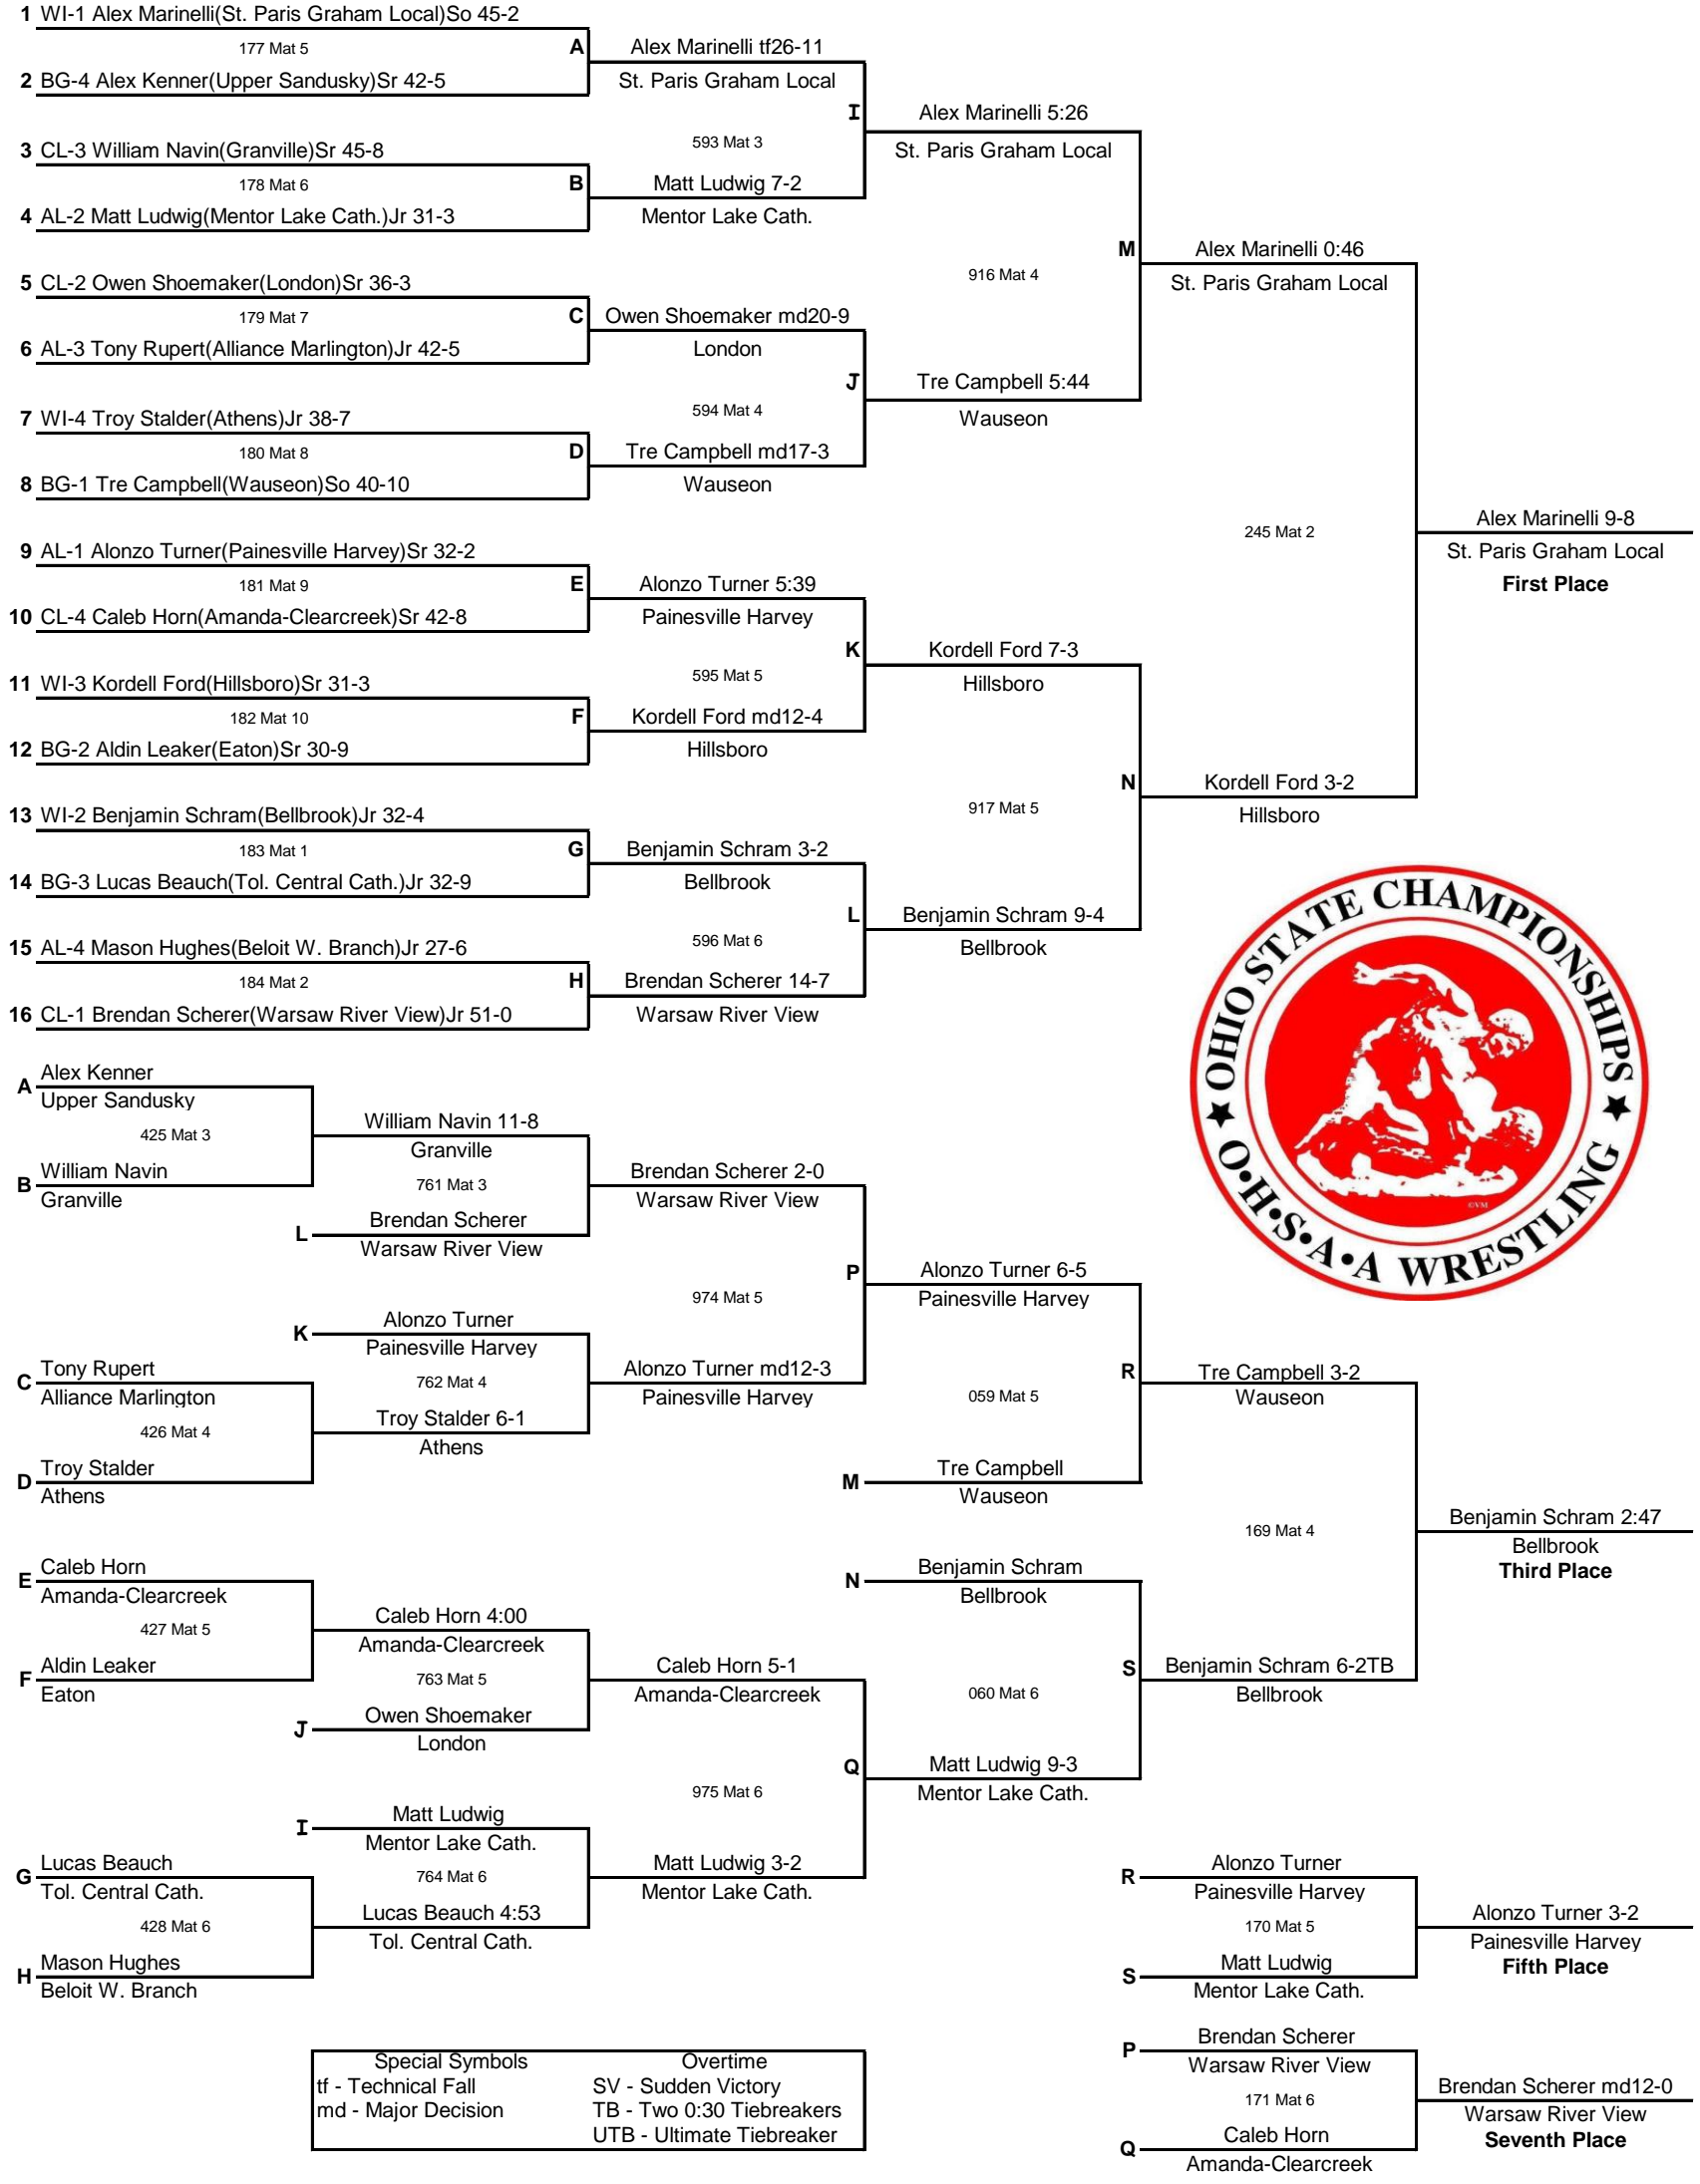 1 WI-1 Alex Marinelli(St. Paris Graham Local)So 45-2
177 Mat 5
2 BG-4 Alex Kenner(Upper Sandusky)Sr 42-5
A
Alex Marinelli tf26-11
St. Paris Graham Local
3 CL-3 William Navin(Granville)Sr 45-8
178 Mat 6
4 AL-2 Matt Ludwig(Mentor Lake Cath.)Jr 31-3
B
Matt Ludwig 7-2
Mentor Lake Cath.
593 Mat 3
I
Alex Marinelli 5:26
St. Paris Graham Local
5 CL-2 Owen Shoemaker(London)Sr 36-3
179 Mat 7
6 AL-3 Tony Rupert(Alliance Marlington)Jr 42-5
C
Owen Shoemaker md20-9
London
7 WI-4 Troy Stalder(Athens)Jr 38-7
180 Mat 8
8 BG-1 Tre Campbell(Wauseon)So 40-10
D
Tre Campbell md17-3
Wauseon
594 Mat 4
J
Tre Campbell 5:44
Wauseon
916 Mat 4
M
Alex Marinelli 0:46
St. Paris Graham Local
9 AL-1 Alonzo Turner(Painesville Harvey)Sr 32-2
181 Mat 9
10 CL-4 Caleb Horn(Amanda-Clearcreek)Sr 42-8
E
Alonzo Turner 5:39
Painesville Harvey
11 WI-3 Kordell Ford(Hillsboro)Sr 31-3
182 Mat 10
12 BG-2 Aldin Leaker(Eaton)Sr 30-9
F
Kordell Ford md12-4
Hillsboro
595 Mat 5
K
Kordell Ford 7-3
Hillsboro
13 WI-2 Benjamin Schram(Bellbrook)Jr 32-4
183 Mat 1
14 BG-3 Lucas Beauch(Tol. Central Cath.)Jr 32-9
G
Benjamin Schram 3-2
Bellbrook
15 AL-4 Mason Hughes(Beloit W. Branch)Jr 27-6
184 Mat 2
16 CL-1 Brendan Scherer(Warsaw River View)Jr 51-0
H
Brendan Scherer 14-7
Warsaw River View
596 Mat 6
L
Benjamin Schram 9-4
Bellbrook
917 Mat 5
N
Kordell Ford 3-2
Hillsboro
245 Mat 2
Alex Marinelli 9-8
St. Paris Graham Local
First Place
OHIO STATE CHAMPIONSHIPS
O•H•S•A•A WRESTLING
©VM
A
Alex Kenner
Upper Sandusky
425 Mat 3
B
William Navin
Granville
William Navin 11-8
Granville
761 Mat 3
L
Brendan Scherer
Warsaw River View
Brendan Scherer 2-0
Warsaw River View
K
Alonzo Turner
Painesville Harvey
C
Tony Rupert
Alliance Marlington
426 Mat 4
D
Troy Stalder
Athens
762 Mat 4
Troy Stalder 6-1
Athens
Alonzo Turner md12-3
Painesville Harvey
974 Mat 5
P
Alonzo Turner 6-5
Painesville Harvey
059 Mat 5
M
Tre Campbell
Wauseon
R
Tre Campbell 3-2
Wauseon
E
Caleb Horn
Amanda-Clearcreek
427 Mat 5
F
Aldin Leaker
Eaton
Caleb Horn 4:00
Amanda-Clearcreek
763 Mat 5
J
Owen Shoemaker
London
Caleb Horn 5-1
Amanda-Clearcreek
I
Matt Ludwig
Mentor Lake Cath.
G
Lucas Beauch
Tol. Central Cath.
428 Mat 6
H
Mason Hughes
Beloit W. Branch
764 Mat 6
Lucas Beauch 4:53
Tol. Central Cath.
Matt Ludwig 3-2
Mentor Lake Cath.
975 Mat 6
Q
Matt Ludwig 9-3
Mentor Lake Cath.
N
Benjamin Schram
Bellbrook
060 Mat 6
S
Benjamin Schram 6-2TB
Bellbrook
169 Mat 4
Benjamin Schram 2:47
Bellbrook
Third Place
R
Alonzo Turner
Painesville Harvey
170 Mat 5
S
Matt Ludwig
Mentor Lake Cath.
Alonzo Turner 3-2
Painesville Harvey
Fifth Place
P
Brendan Scherer
Warsaw River View
171 Mat 6
Q
Caleb Horn
Amanda-Clearcreek
Brendan Scherer md12-0
Warsaw River View
Seventh Place
Special Symbols
tf - Technical Fall
md - Major Decision
Overtime
SV - Sudden Victory
TB - Two 0:30 Tiebreakers
UTB - Ultimate Tiebreaker